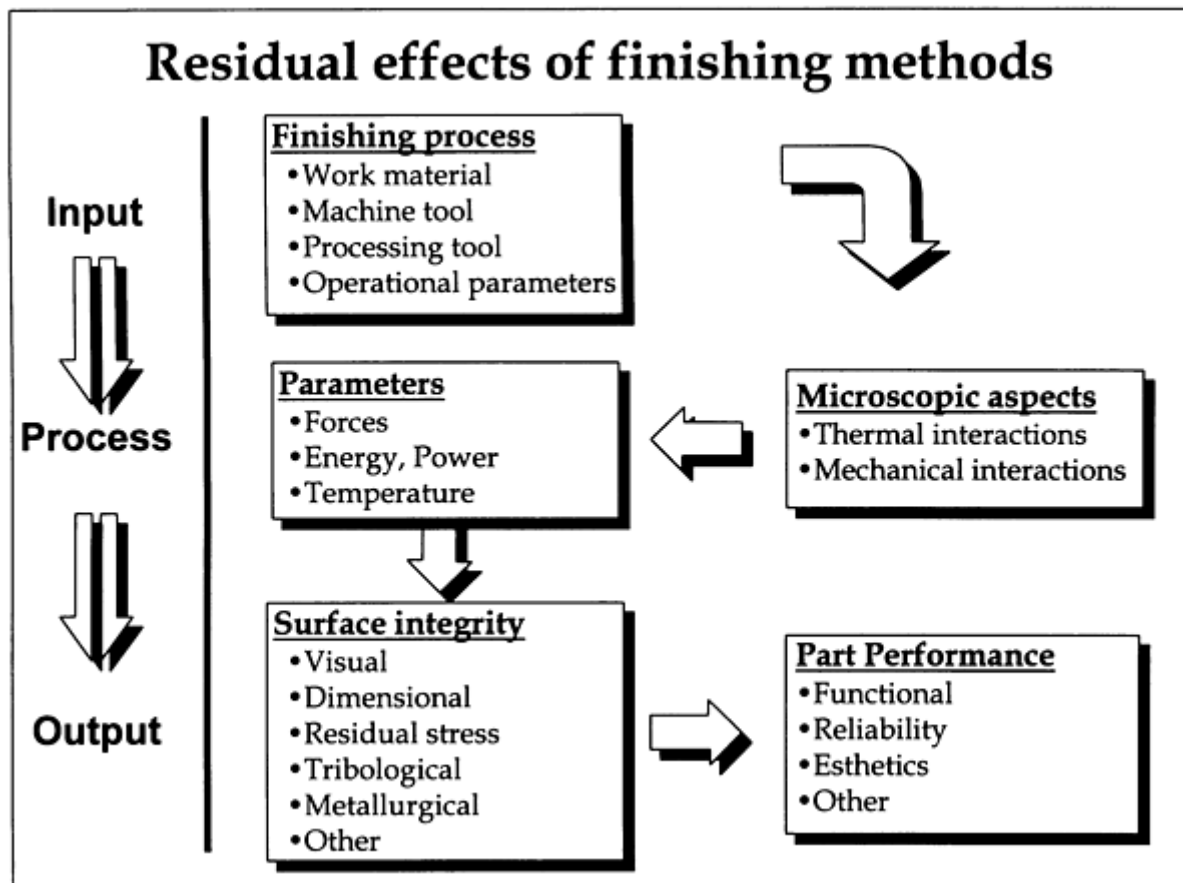 Residual effects of finishing methods
Input
Process
Output
Finishing process
•Work material
•Machine tool
•Processing tool
•Operational parameters
Microscopic aspects
•Thermal interactions
•Mechanical interactions
Parameters
•Forces
•Energy, Power
•Temperature
Surface integrity
•Visual
•Dimensional
•Residual stress
•Tribological
•Metallurgical
•Other
Part Performance
•Functional
•Reliability
•Esthetics
•Other